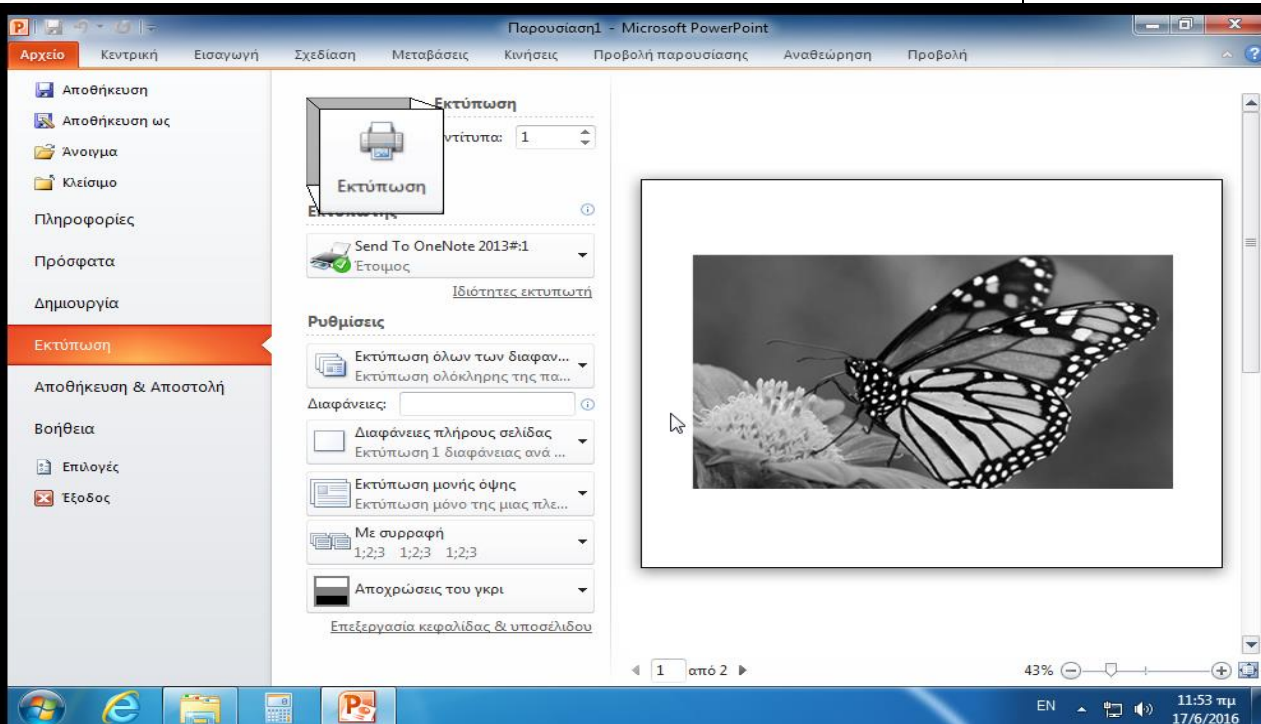 Παρουσίαση1 - Microsoft PowerPoint
Αρχείο Κεντρική Εισαγωγή Σχεδίαση Μεταβάσεις Κινήσεις Προβολή παρουσίασης Αναθεώρηση Προβολή
Αποθήκευση
Αποθήκευση ως
Άνοιγμα
Κλείσιμο
Πληροφορίες
Πρόσφατα
Δημιουργία
Εκτύπωση
Αποθήκευση & Αποστολή
Βοήθεια
Επιλογές
Έξοδος
Εκτύπωση
Εκτύπωση
ντίτυπα: 1
Send To OneNote 2013#:1
Έτοιμος
Ιδιότητες εκτυπωτή
Ρυθμίσεις
Εκτύπωση όλων των διαφαν...
Εκτύπωση ολόκληρης της πα...
Διαφάνειες:
Διαφάνειες πλήρους σελίδας
Εκτύπωση 1 διαφάνειας ανά ...
Εκτύπωση μονής όψης
Εκτύπωση μόνο της μιας πλε...
Με συρραφή
1;2;3 1;2;3 1;2;3
Αποχρώσεις του γκρι
Επεξεργασία κεφαλίδας & υποσέλιδου
1 από 2
43%
EN
11:53 πμ
17/6/2016